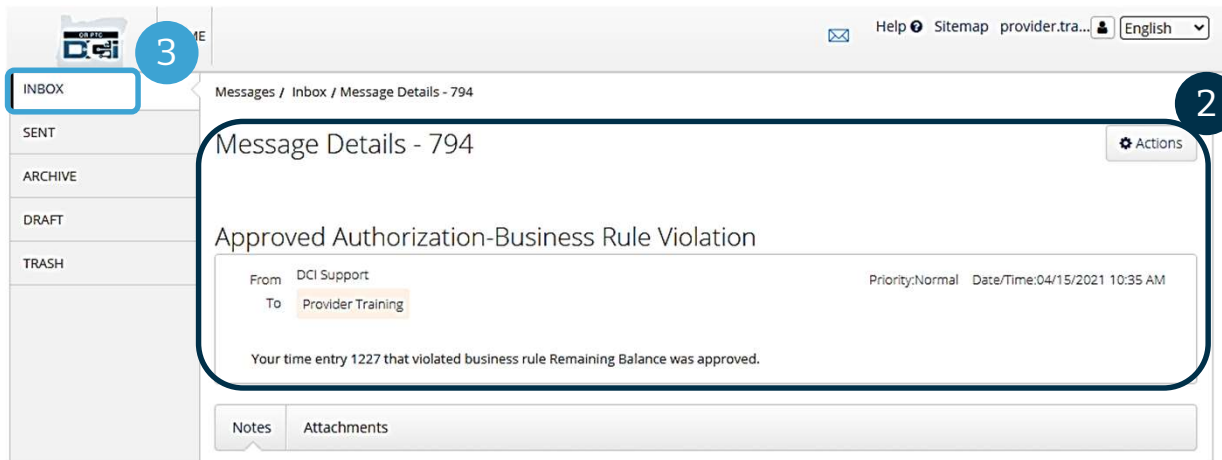 OR PTC
DCi
3
ME
Help Sitemap provider.tra... English
INBOX
SENT
ARCHIVE
DRAFT
TRASH
Messages / Inbox / Message Details - 794
2
Message Details - 794
Actions
Approved Authorization-Business Rule Violation
From DCI Support
Priority:Normal Date/Time:04/15/2021 10:35 AM
To Provider Training
Your time entry 1227 that violated business rule Remaining Balance was approved.
Notes Attachments